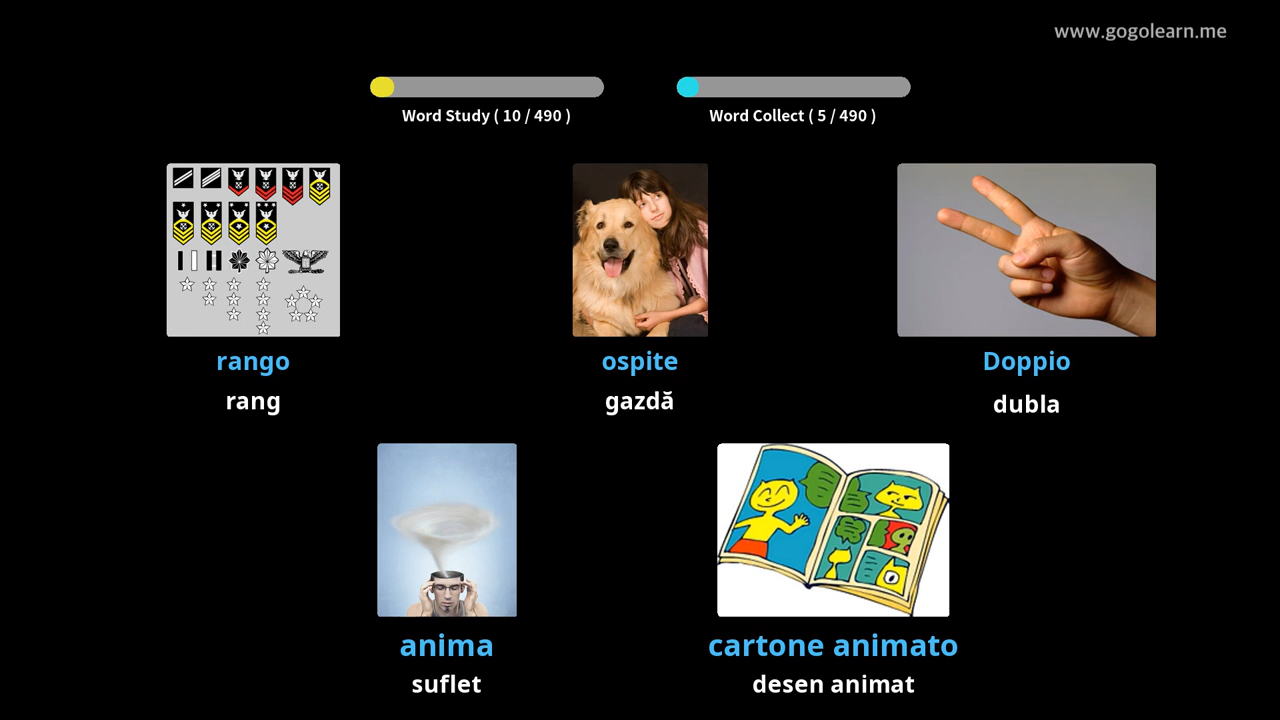 www.gogolearn.me
Word Study ( 10 / 490 )
Word Collect ( 5 / 490 )
rango
ospite
Doppio
rang
gazdă
dubla
anima
cartone animato
suflet
desen animat